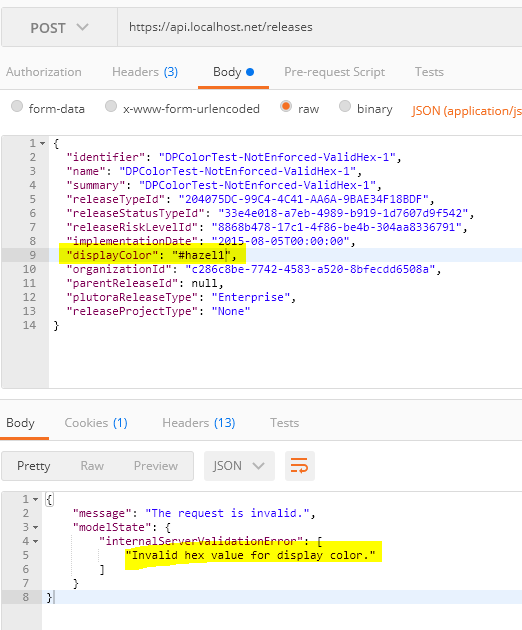 POST https://api.localhost.net/releases
Authorization Headers (3) Body Pre-request Script Tests
form-data x-www-form-urlencoded raw binary JSON (application/js
1 {
2 "identifier": "DPColorTest-NotEnforced-ValidHex-1",
3 "name": "DPColorTest-NotEnforced-ValidHex-1",
4 "summary": "DPColorTest-NotEnforced-ValidHex-1",
5 "releaseTypeId": "204075DC-99C4-4C41-AA6A-9BAE34F18BDF",
6 "releaseStatusTypeId": "33e4e018-a7eb-4989-b919-1d7607d9f542",
7 "releaseRiskLevelId": "8868b478-17c1-4f86-be4b-304aa8336791",
8 "implementationDate": "2015-08-05T00:00:00",
9 "displayColor": "#hazel1",
10 "organizationId": "c286c8be-7742-4583-a520-8bfecdd6508a",
11 "parentReleaseId": null,
12 "plutoraReleaseType": "Enterprise",
13 "releaseProjectType": "None"
14 }
Body Cookies (1) Headers (13) Tests
Pretty Raw Preview JSON
1 {
2 "message": "The request is invalid.",
3 "modelState": {
4 "internalServerValidationError": [
5 "Invalid hex value for display color."
6 ]
7 }
8 }